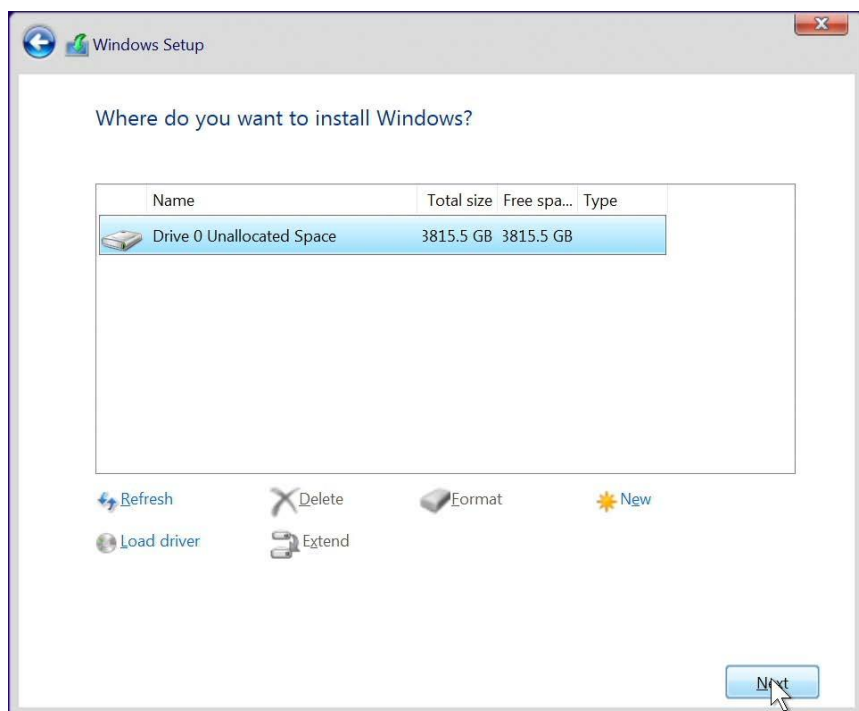 Windows Setup
Where do you want to install Windows?
Name Total size Free spa... Type
Drive 0 Unallocated Space 3815.5 GB 3815.5 GB
Refresh Delete Format New
Load driver Extend
Next